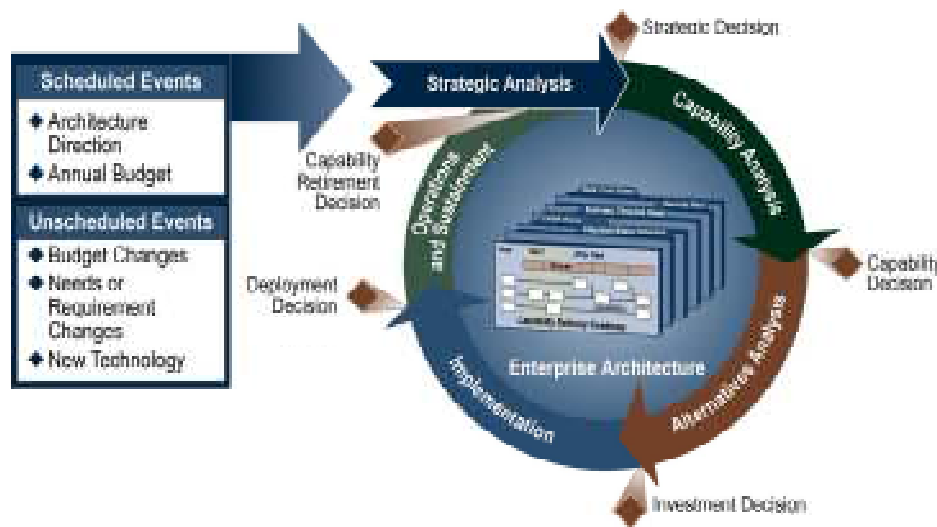 Scheduled Events
Architecture
Direction
Annual Budget
Unscheduled Events
Budget Changes
Needs or
Requirement
Changes
New Technology
Strategic Analysis
Strategic Decision
Capability Analysis
Capability
Decision
Alternatives Analysis
Investment Decision
Implementation
Deployment
Decision
Operations
and Sustainment
Capability
Retirement
Decision
Enterprise Architecture